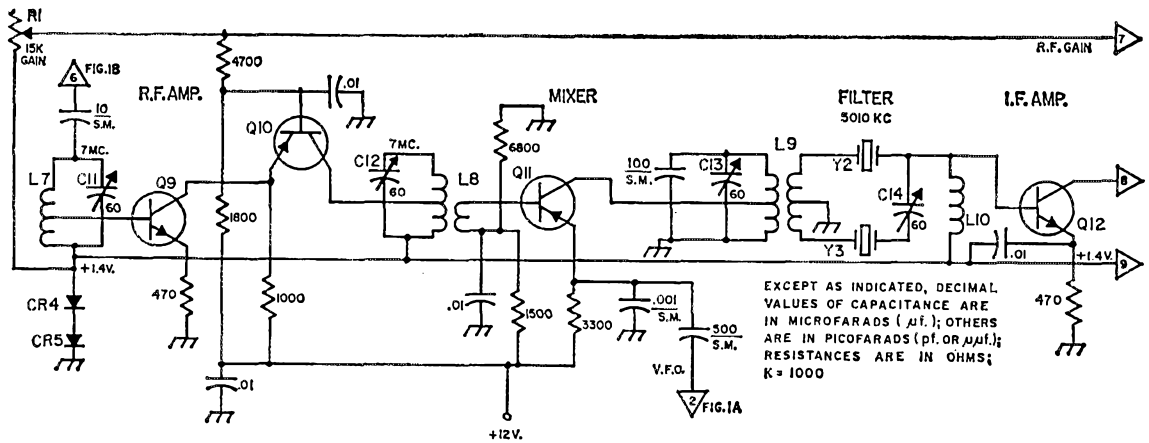 R1
15K
GAIN
7
R.F. GAIN
6
FIG.1B
R.F. AMP.
4700
.01
MIXER
FILTER
5010 KC
I.F. AMP.
10
S.M.
7MC.
Q10
7MC.
6800
L9
L7
C11
60
Q9
C12
60
L8
Q11
100
S.M.
C13
60
Y2
C14
60
L10
8
Q12
1800
Y3
.01
+1.4V.
9
+1.4V.
470
1000
.01
1500
3300
.001
S.M.
500
S.M.
470
CR4
CR5
EXCEPT AS INDICATED, DECIMAL
VALUES OF CAPACITANCE ARE
IN MICROFARADS ( µf.); OTHERS
ARE IN PICOFARADS (pf. OR µµf.);
RESISTANCES ARE IN OHMS;
K = 1000
.01
V.F.O.
2
FIG.1A
+12V.